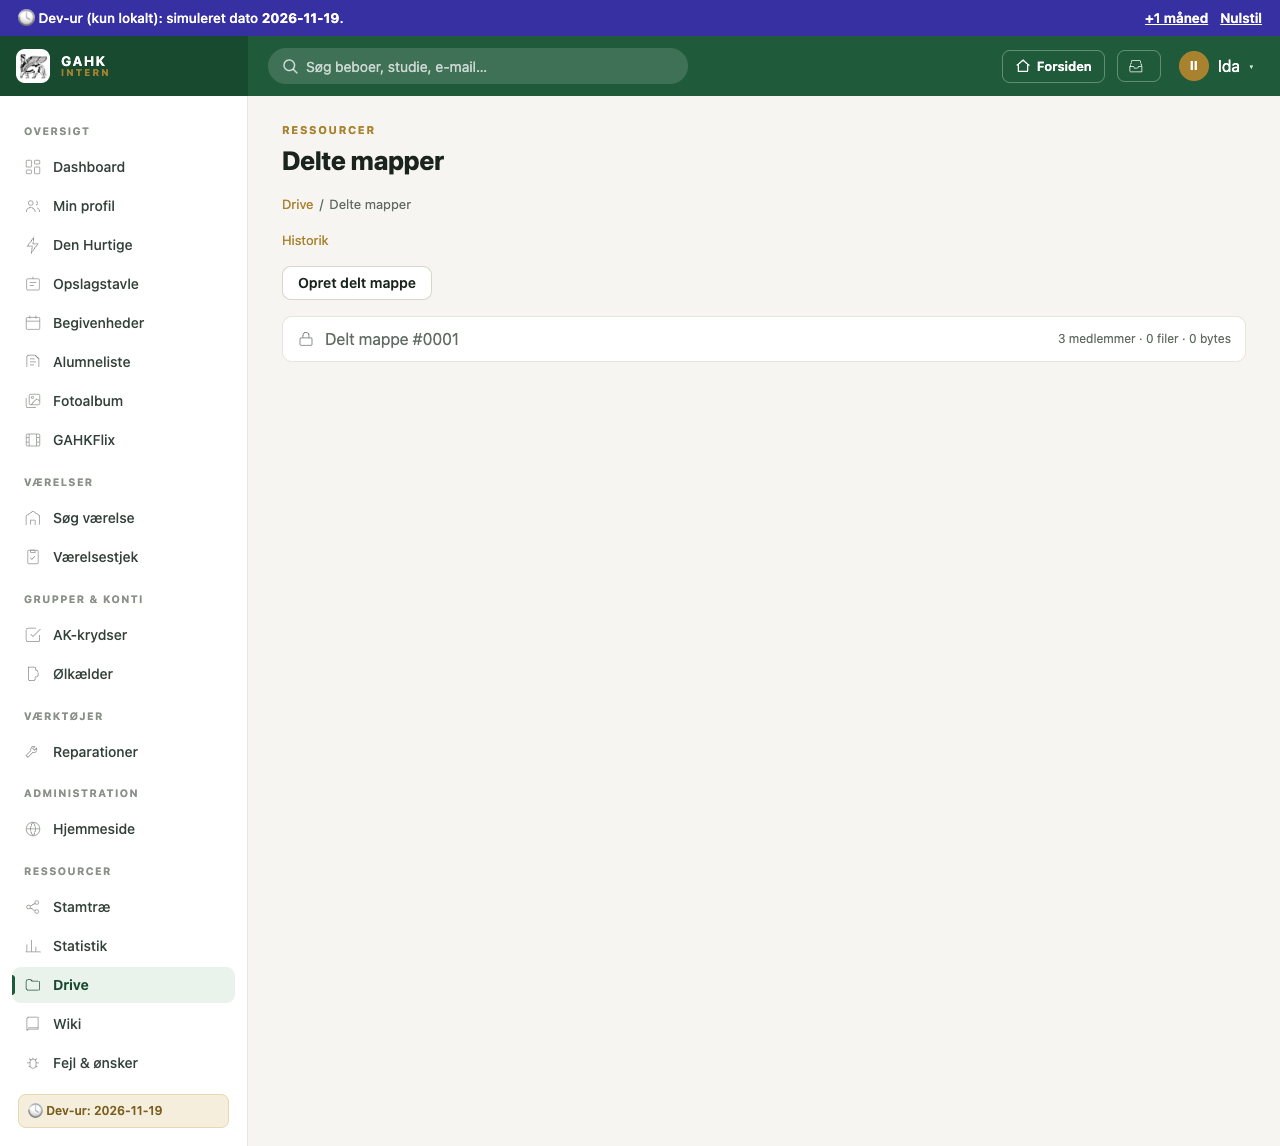 Dev-ur (kun lokalt): simuleret dato 2026-11-19.
+1 måned Nulstil
GAHK
INTERN
Søg beboer, studie, e-mail...
Forsiden
II
Ida
OVERSIGT
Dashboard
Min profil
Den Hurtige
Opslagstavle
Begivenheder
Alumneliste
Fotoalbum
GAHKFlix
VÆRELSER
Søg værelse
Værelsestjek
GRUPPER & KONTI
AK-krydser
Ølkælder
VÆRKTØJER
Reparationer
ADMINISTRATION
Hjemmeside
RESSOURCER
Stamtræ
Statistik
Drive
Wiki
Fejl & ønsker
Dev-ur: 2026-11-19
RESSOURCER
Delte mapper
Drive / Delte mapper
Historik
Opret delt mappe
Delt mappe #0001
3 medlemmer · 0 filer · 0 bytes